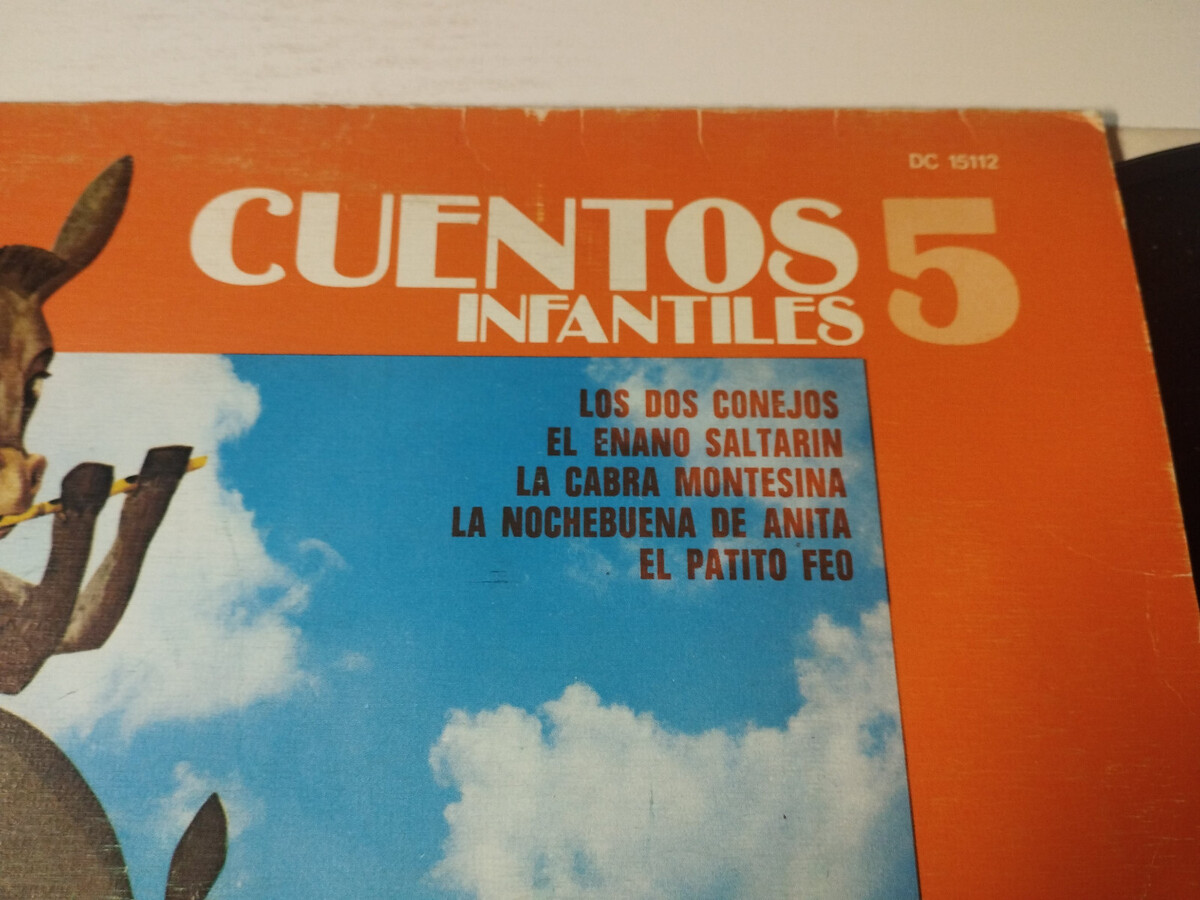 DC 15112
CUENTOS 5
INFANTILES
LOS DOS CONEJOS
EL ENANO SALTARIN
LA CABRA MONTESINA
LA NOCHEBUENA DE ANITA
EL PATITO FEO